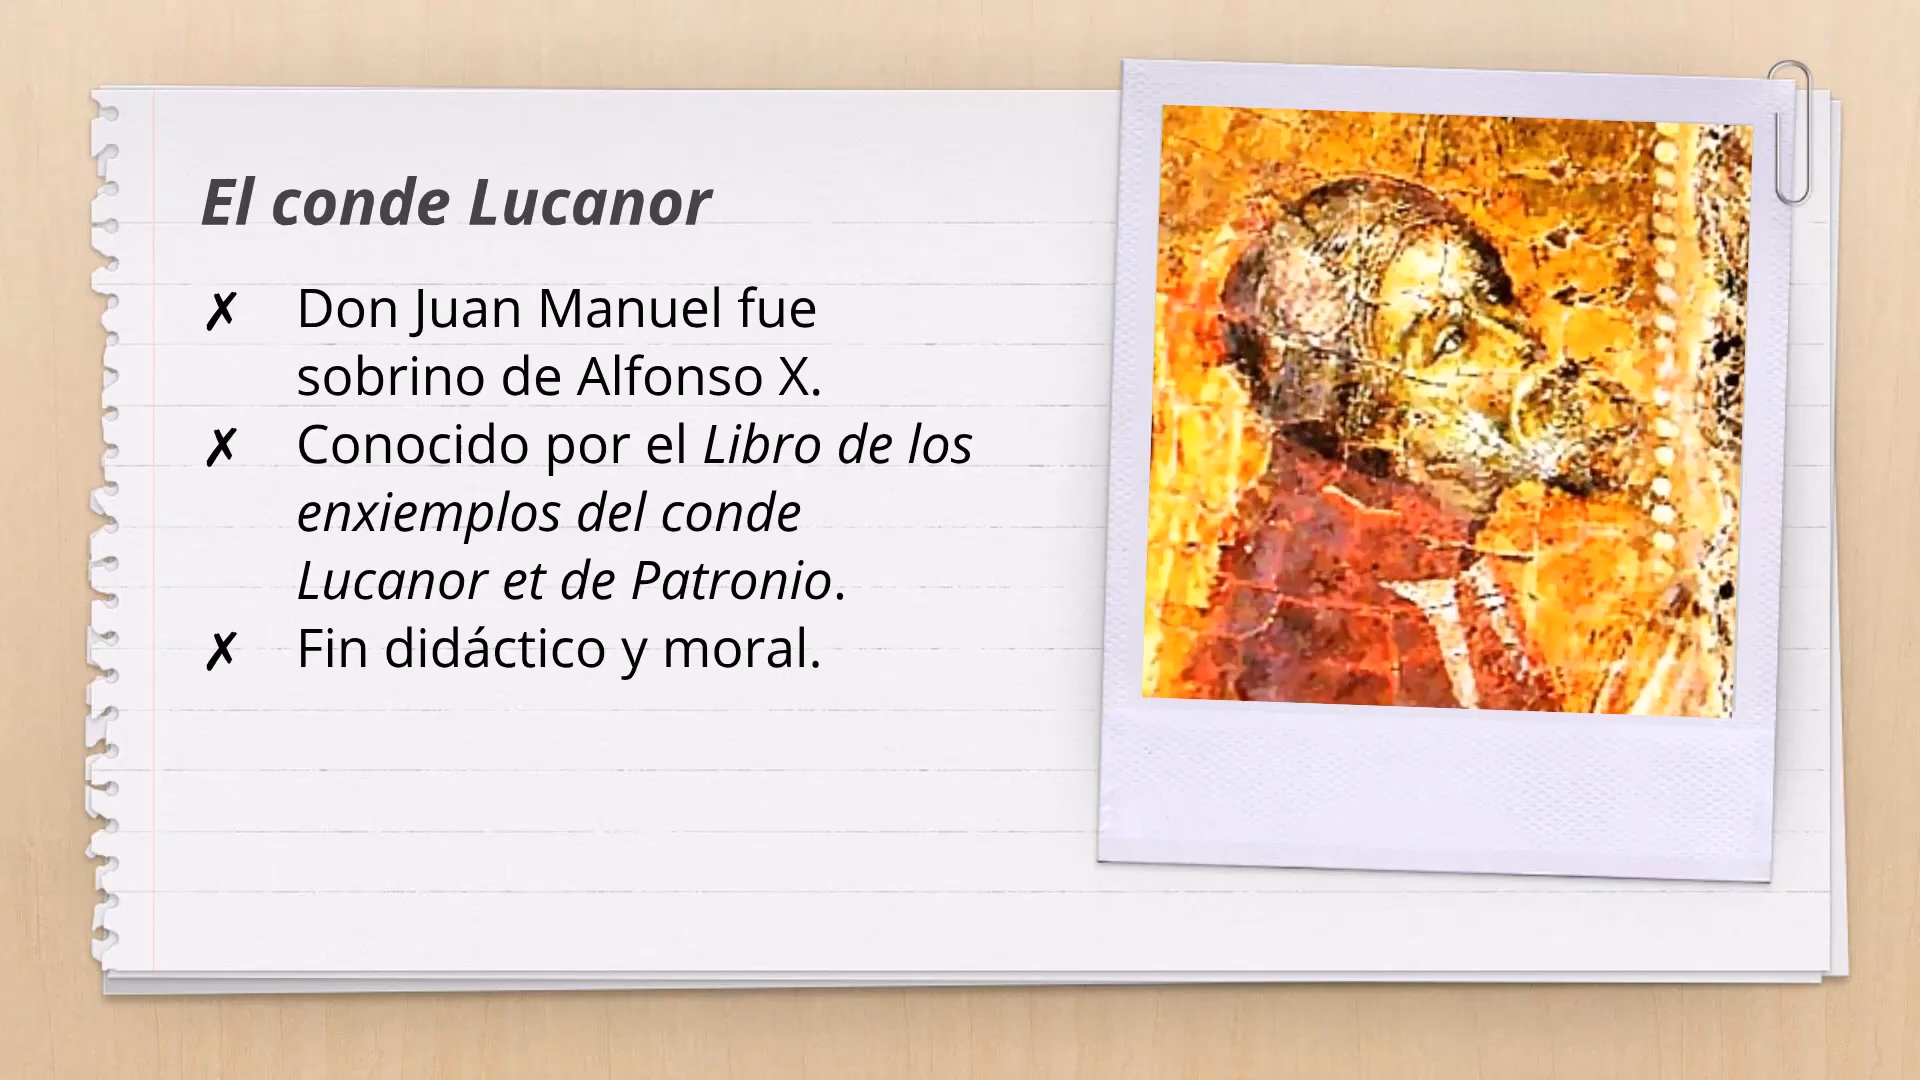 El conde Lucanor
✗ Don Juan Manuel fue
sobrino de Alfonso X.
✗ Conocido por el Libro de los
enxiemplos del conde
Lucanor et de Patronio.
✗ Fin didáctico y moral.